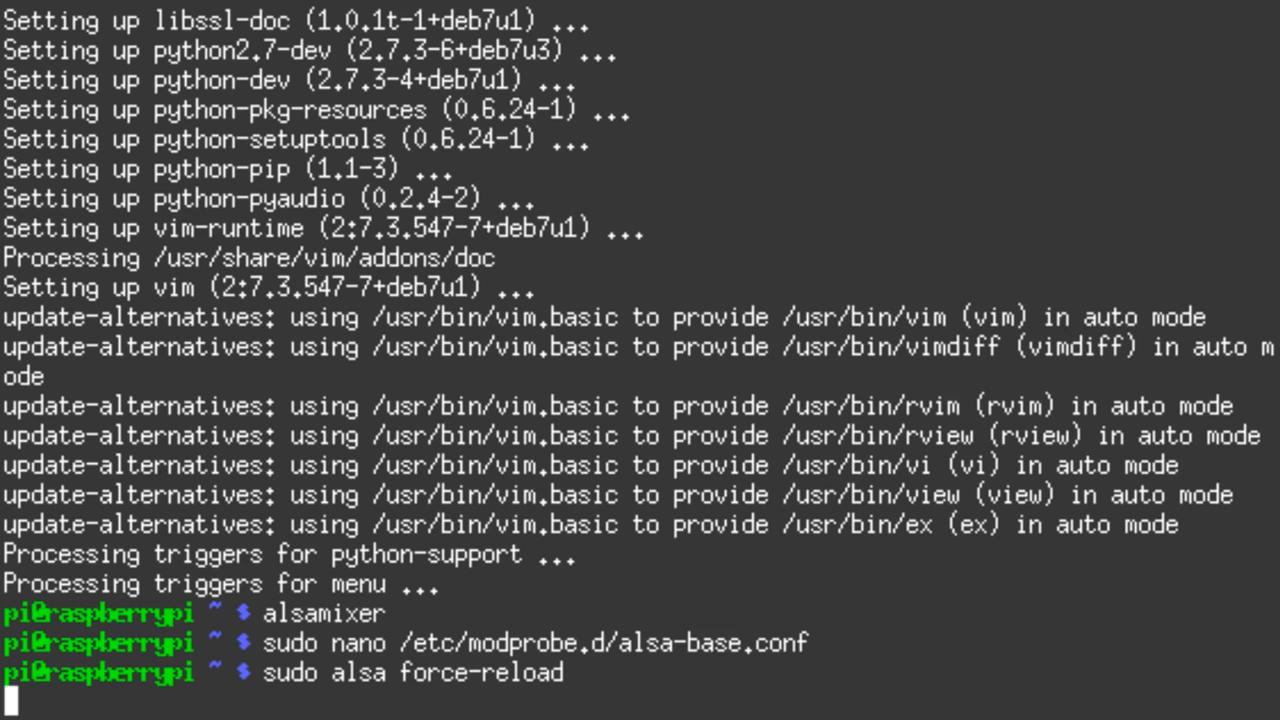 Setting up libssl-doc (1.0.1t-1+deb7u1) ...
Setting up python2.7-dev (2.7.3-6+deb7u3) ...
Setting up python-dev (2.7.3-4+deb7u1) ...
Setting up python-pkg-resources (0.6.24-1) ...
Setting up python-setuptools (0.6.24-1) ...
Setting up python-pip (1.1-3) ...
Setting up python-pyaudio (0.2.4-2) ...
Setting up vim-runtime (2:7.3.547-7+deb7u1) ...
Processing /usr/share/vim/addons/doc
Setting up vim (2:7.3.547-7+deb7u1) ...
update-alternatives: using /usr/bin/vim.basic to provide /usr/bin/vim (vim) in auto mode
update-alternatives: using /usr/bin/vim.basic to provide /usr/bin/vimdiff (vimdiff) in auto m
ode
update-alternatives: using /usr/bin/vim.basic to provide /usr/bin/rvim (rvim) in auto mode
update-alternatives: using /usr/bin/vim.basic to provide /usr/bin/rview (rview) in auto mode
update-alternatives: using /usr/bin/vim.basic to provide /usr/bin/vi (vi) in auto mode
update-alternatives: using /usr/bin/vim.basic to provide /usr/bin/view (view) in auto mode
update-alternatives: using /usr/bin/vim.basic to provide /usr/bin/ex (ex) in auto mode
Processing triggers for python-support ...
Processing triggers for menu ...
pi@raspberrypi ~ $ alsamixer
pi@raspberrypi ~ $ sudo nano /etc/modprobe.d/alsa-base.conf
pi@raspberrypi ~ $ sudo alsa force-reload